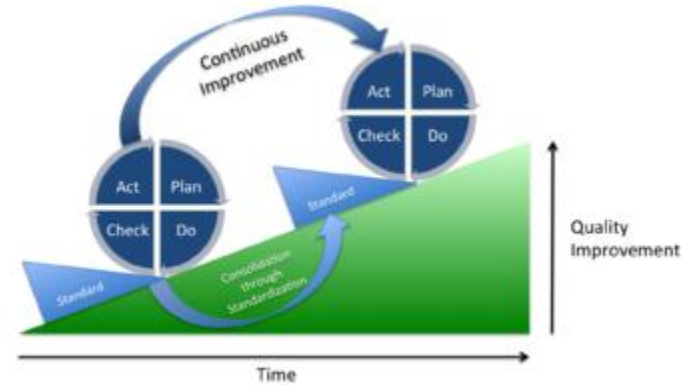 Continuous
Improvement
Act
Plan
Check
Do
Act
Plan
Check
Do
Standard
Standard
Consolidation
through
Standardization
Quality
Improvement
Time